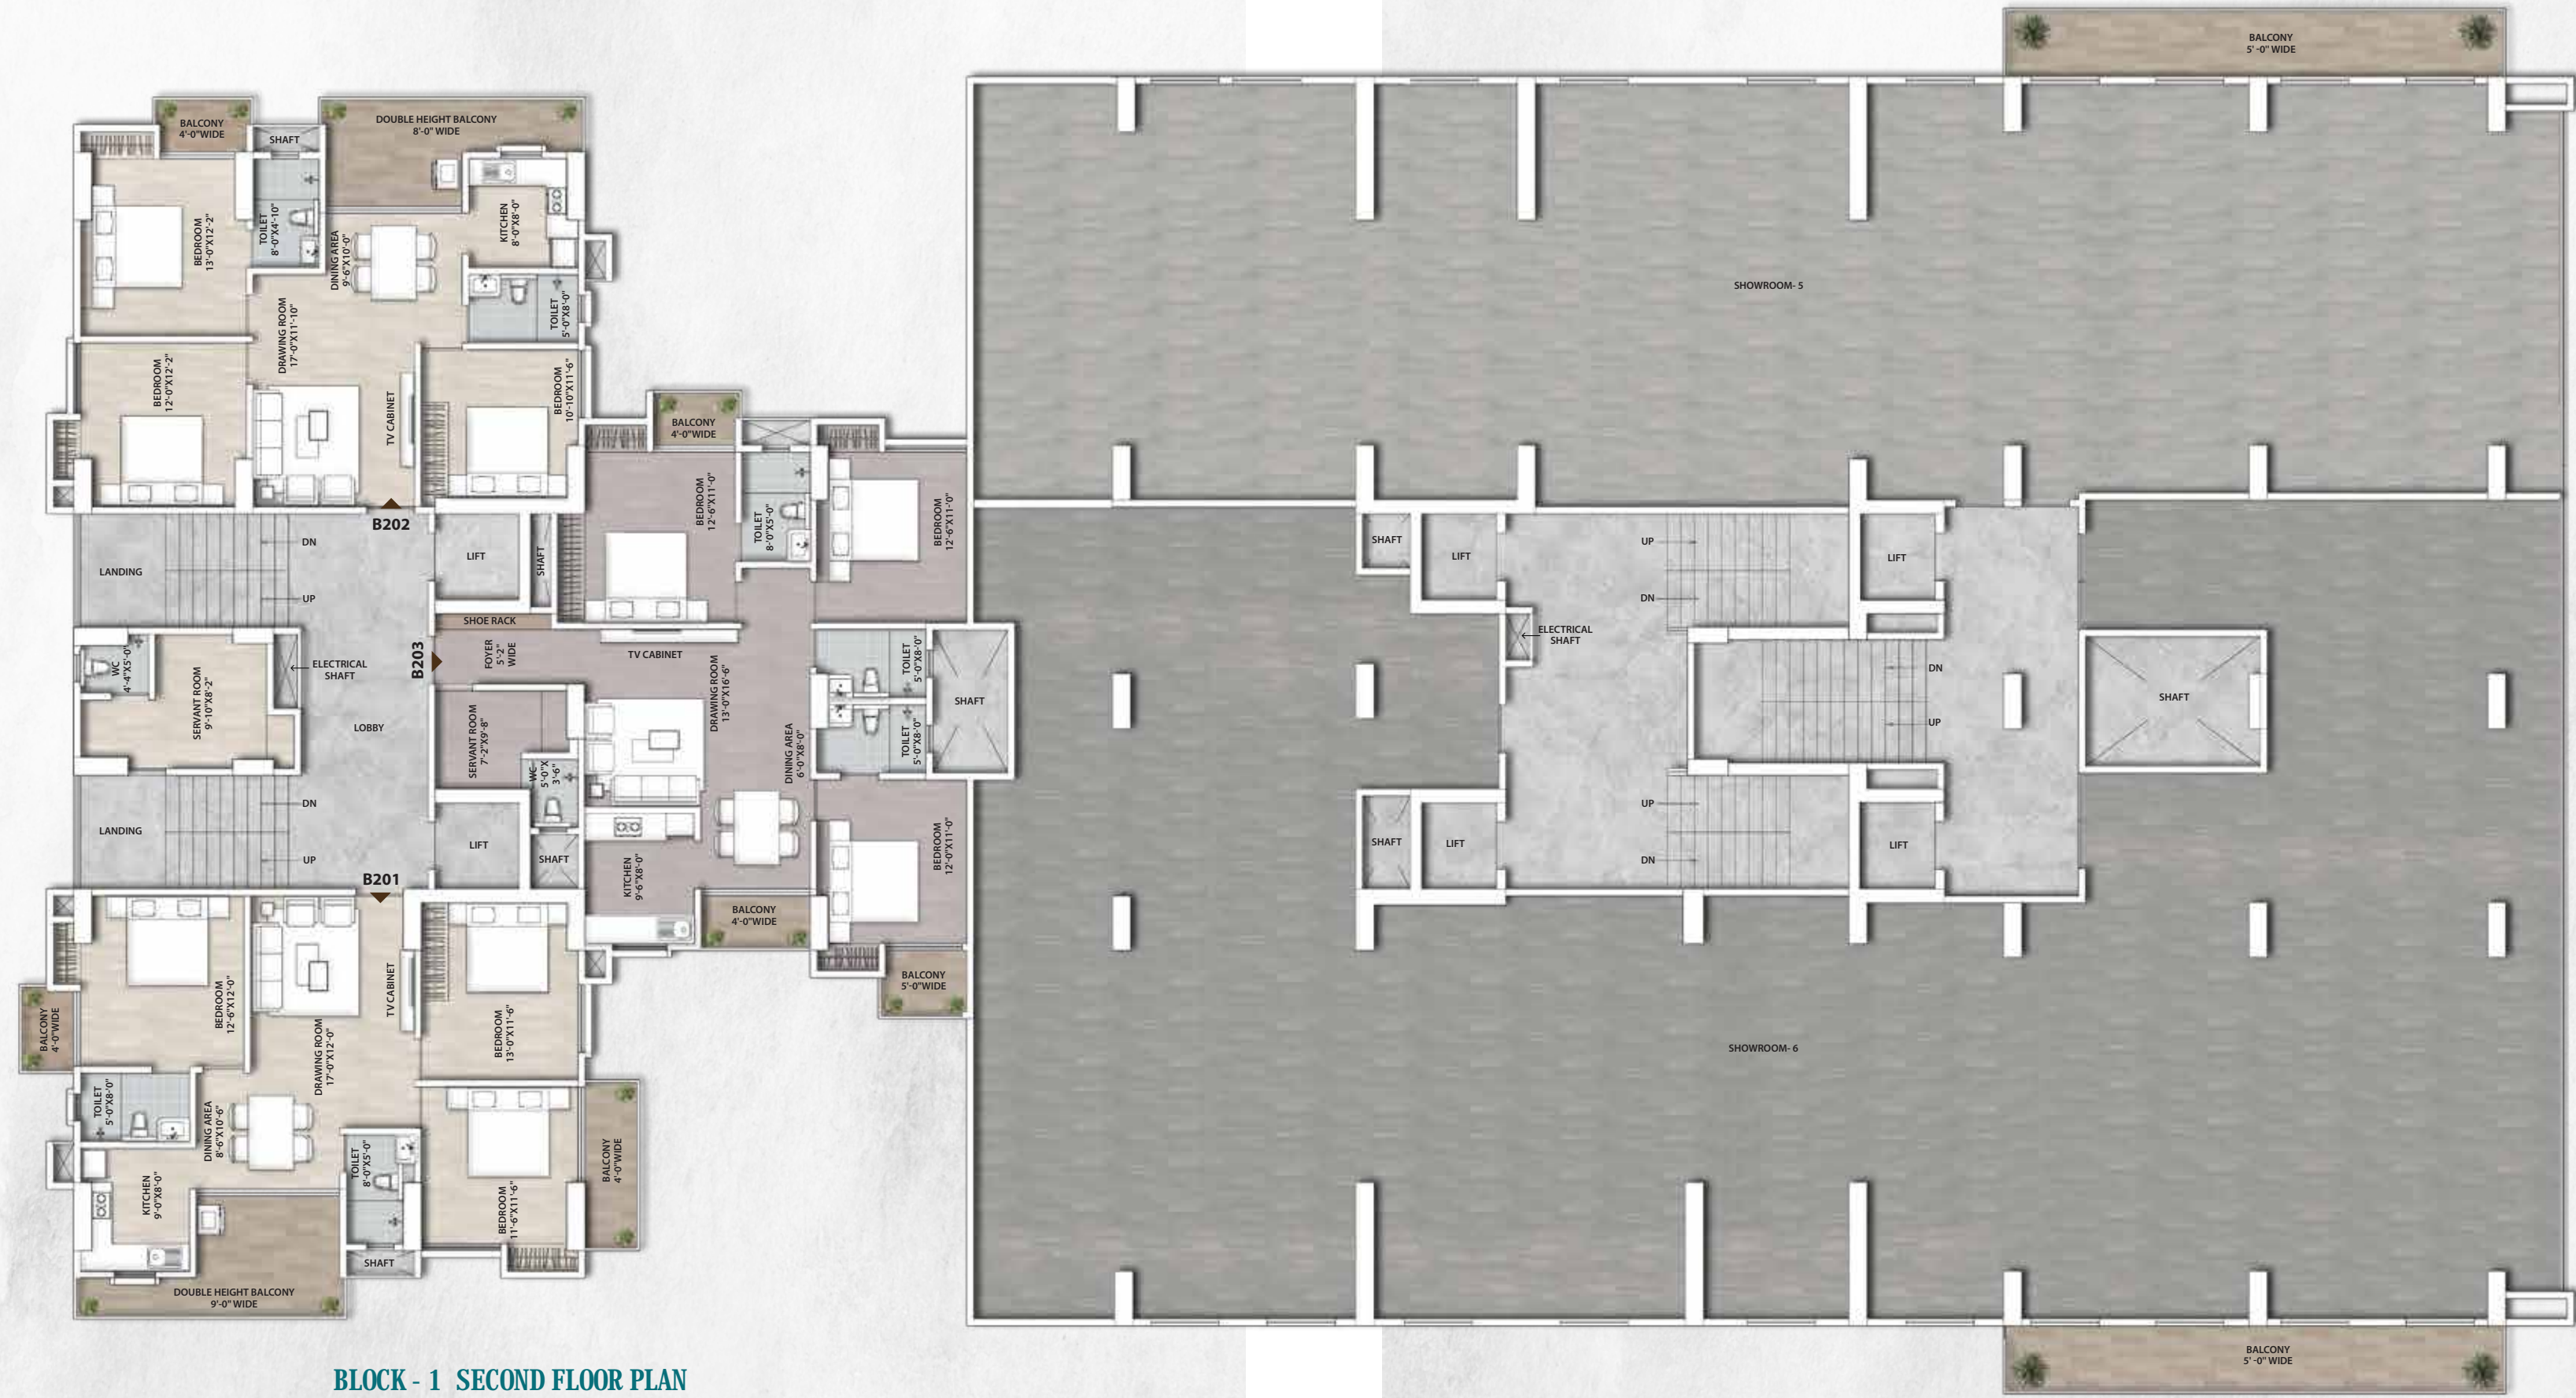 BALCONY
5'-0" WIDE
BALCONY
4'-0"WIDE
SHAFT
DOUBLE HEIGHT BALCONY
8'-0" WIDE
BEDROOM
13'-0"X12'-2"
TOILET
8'-0"X4'-10"
DINING AREA
9'-6"X10'-0"
KITCHEN
8'-0"X8'-0"
TOILET
5'-0"X8'-0"
DRAWING ROOM
17'-0"X11'-10"
BEDROOM
12'-0"X12'-2"
TV CABINET
BEDROOM
10'-10"X11'-6"
B202
SHOWROOM- 5
BALCONY
4'-0"WIDE
BEDROOM
12'-6"X11'-0"
TOILET
8-'0"X5'-0"
BEDROOM
12'-6"X11-'0"
LANDING
DN
UP
LIFT
SHAFT
SHOE RACK
B203
FOYER
5'-2"
WIDE
TV CABINET
WC
4'-4"X5'-0"
SERVANT ROOM
9'-10"X8'-2"
ELECTRICAL
SHAFT
LOBBY
SERVANT ROOM
7'-2"X9'-8"
WC
5'-0"X
3'-6"
DRAWING ROOM
13'-0"X16'-6"
DINING AREA
6'-0"X8'-0"
TOILET
5'-0"X8-'0"
TOILET
5'-0"X8-'0"
SHAFT
LANDING
DN
UP
LIFT
SHAFT
KITCHEN
9'-6"X8'-0"
BALCONY
4'-0"WIDE
BEDROOM
12'-0"X11'-0"
BALCONY
5'-0"WIDE
SHAFT
LIFT
UP
DN
LIFT
ELECTRICAL
SHAFT
DN
UP
SHAFT
SHAFT
LIFT
UP
DN
LIFT
SHOWROOM- 6
B201
BEDROOM
12'-6"X12'-0"
BALCONY
4'-0"WIDE
TV CABINET
DRAWING ROOM
17'-0"X12'-0"
BEDROOM
13'-0"X11'-6"
TOILET
5'-0"X8-'0"
DINING AREA
8'-6"X10'-6"
TOILET
8'-0"X5'-0"
BEDROOM
11'-6"X11'-6"
BALCONY
4'-0"WIDE
KITCHEN
9'-0"X8'-0"
SHAFT
DOUBLE HEIGHT BALCONY
9'-0" WIDE
BALCONY
5'-0" WIDE
BLOCK - 1 SECOND FLOOR PLAN